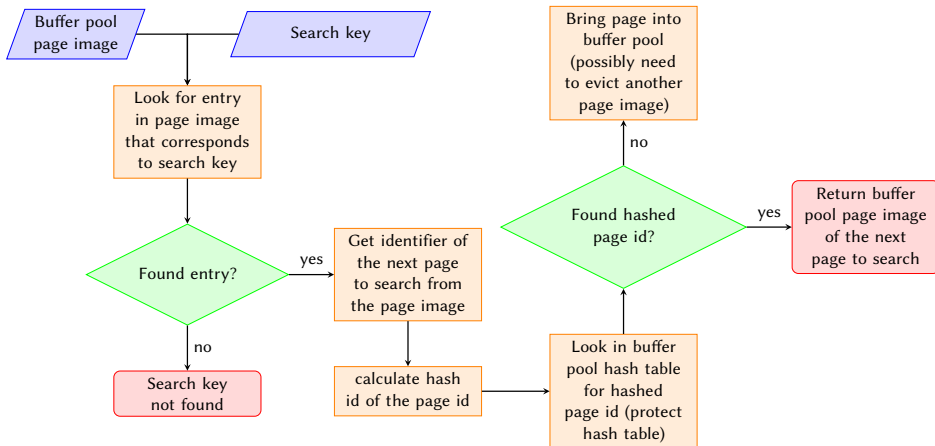 Buffer pool
page image
Search key
Look for entry
in page image
that corresponds
to search key
Found entry?
yes
no
Search key
not found
Get identifier of
the next page
to search from
the page image
calculate hash
id of the page id
Look in buffer
pool hash table
for hashed
page id (protect
hash table)
Found hashed
page id?
no
Bring page into
buffer pool
(possibly need
to evict another
page image)
yes
Return buffer
pool page image
of the next
page to search